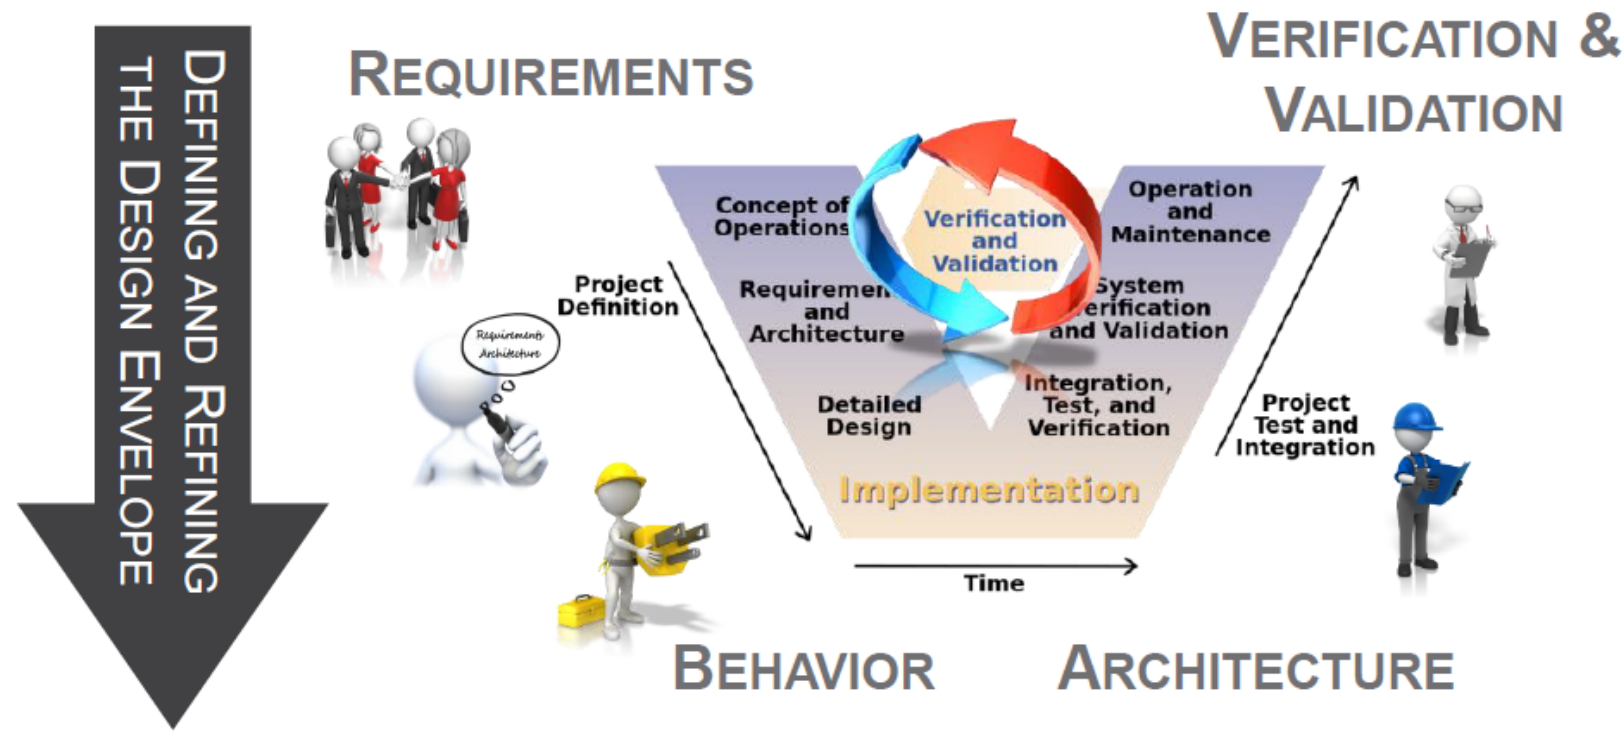 DEFINING AND REFINING
THE DESIGN ENVELOPE
REQUIREMENTS
VERIFICATION &
VALIDATION
Concept of
Operations
Verification
and
Validation
Operation
and
Maintenance
Project
Definition
Requiremen
and
Architecture
System
erification
and Validation
Requirements
Architecture
Detailed
Design
Integration,
Test, and
Verification
Project
Test and
Integration
Implementation
Time
BEHAVIOR
ARCHITECTURE